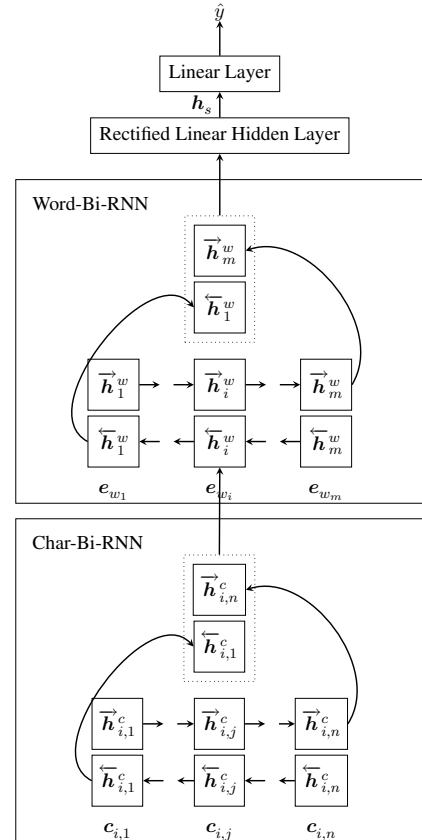 ŷ
Linear Layer
h_s
Rectified Linear Hidden Layer
Word-Bi-RNN
→h^w_m
←h^w_1
→h^w_1 →h^w_i →h^w_m
←h^w_1 ←h^w_i ←h^w_m
e_{w_1} e_{w_i} e_{w_m}
Char-Bi-RNN
→h^c_{i,n}
←h^c_{i,1}
→h^c_{i,1} →h^c_{i,j} →h^c_{i,n}
←h^c_{i,1} ←h^c_{i,j} ←h^c_{i,n}
c_{i,1} c_{i,j} c_{i,n}